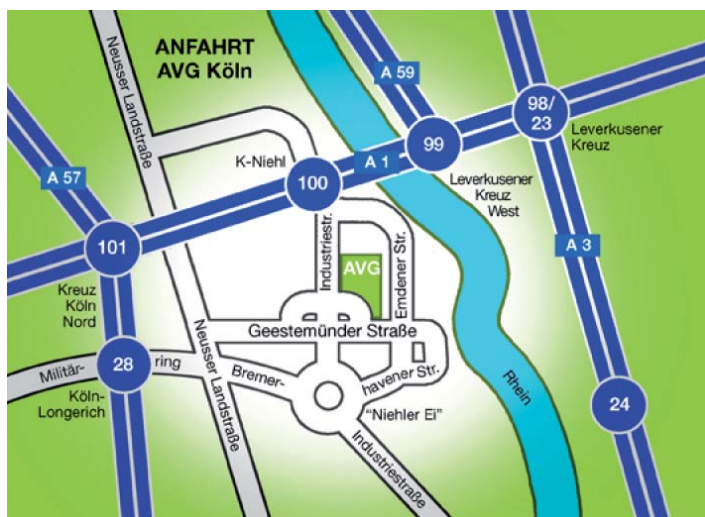 ANFAHRT
AVG Köln
Neusser Landstraße
A 59
98/
23
Leverkusener
Kreuz
K-Niehl
A 1
99
100
Leverkusener
Kreuz
West
A 57
101
Kreuz
Köln
Nord
Industriestr.
AVG
Emdener Str.
A 3
Geestemünder Straße
Neusser Landstraße
Militär-
ring
28
Bremer-
havener Str.
Köln-
Longerich
"Niehler Ei"
Industriestraße
Rhein
24